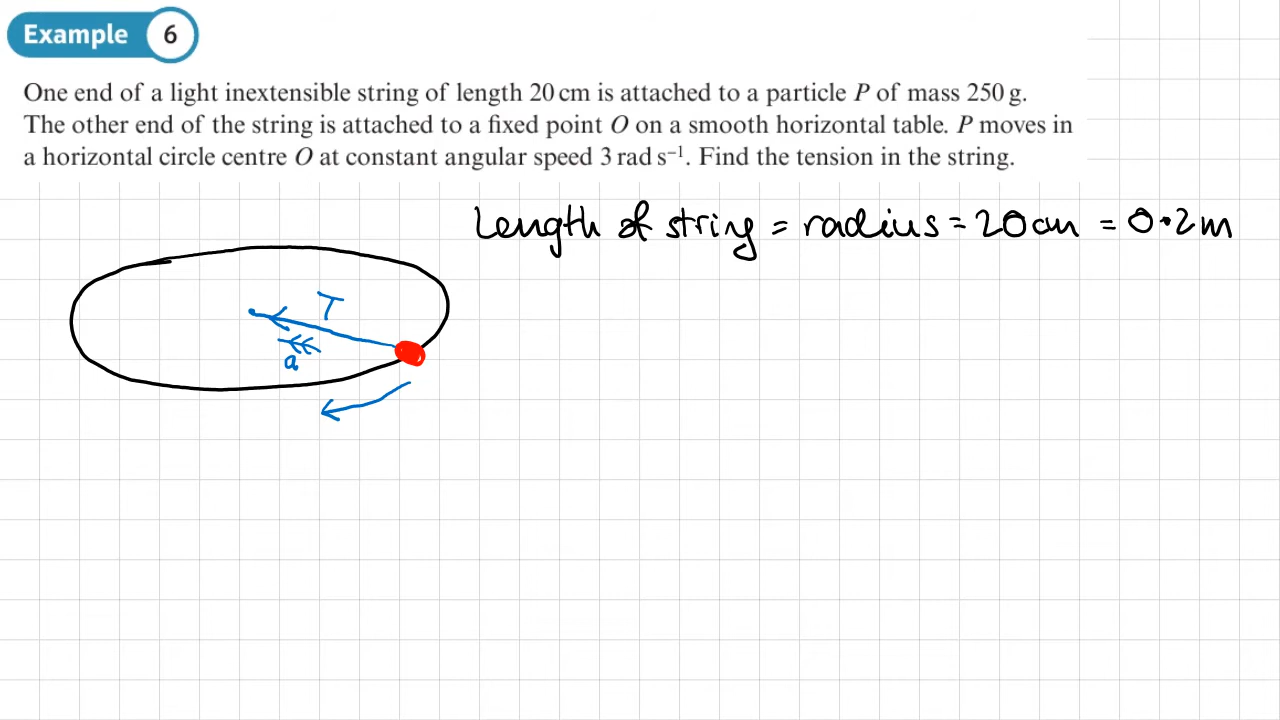 Example 6
One end of a light inextensible string of length 20 cm is attached to a particle P of mass 250 g.
The other end of the string is attached to a fixed point O on a smooth horizontal table. P moves in
a horizontal circle centre O at constant angular speed 3 rad s⁻¹. Find the tension in the string.
Length of string = radius = 20cm = 0.2m
T
a